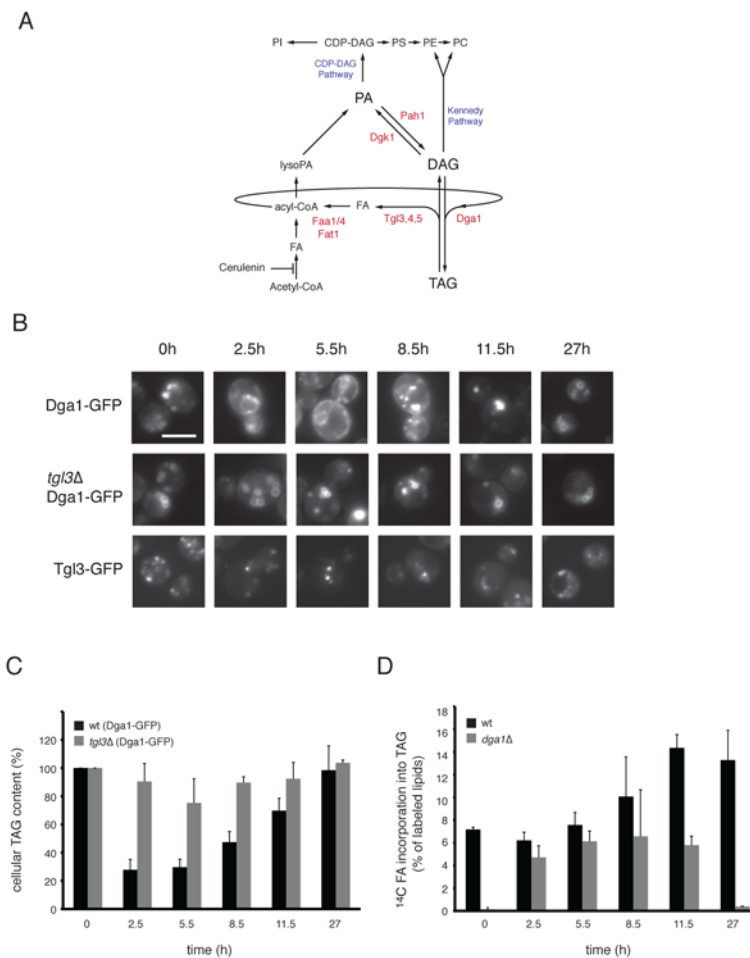 A
PI CDP-DAG PS PE PC
CDP-DAG
Pathway
PA
Kennedy
Pathway
Pah1
Dgk1
DAG
lysoPA
acyl-CoA FA Tgl3,4,5 Dga1
Faa1/4
Fat1
FA
Cerulenin
Acetyl-CoA
TAG
B
0h 2.5h 5.5h 8.5h 11.5h 27h
Dga1-GFP
tgl3Δ
Dga1-GFP
Tgl3-GFP
C
wt (Dga1-GFP)
tgl3Δ (Dga1-GFP)
cellular TAG content (%)
120
100
80
60
40
20
0
0 2.5 5.5 8.5 11.5 27
time (h)
D
wt
dga1Δ
¹⁴C FA incorporation into TAG
(% of labeled lipids)
18
16
14
12
10
8
6
4
2
0
0 2.5 5.5 8.5 11.5 27
time (h)